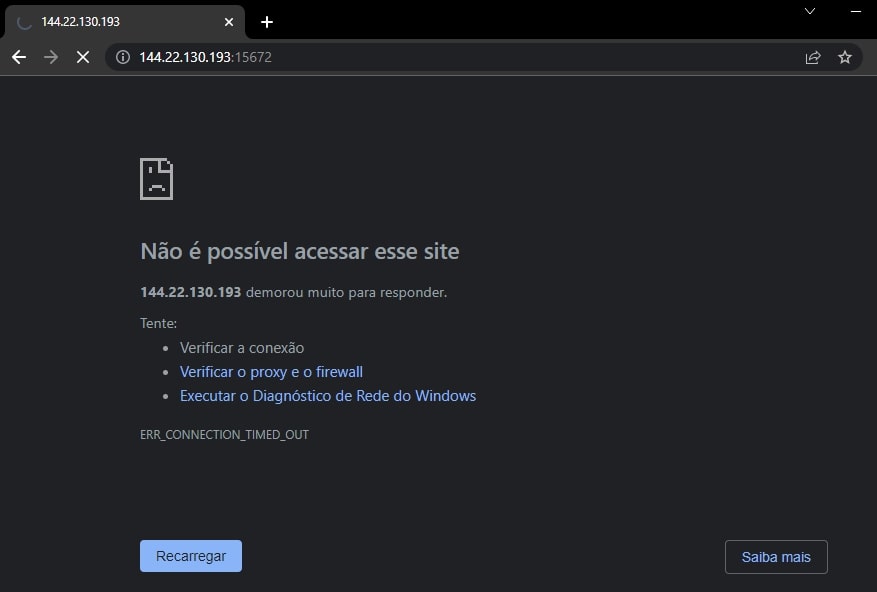 144.22.130.193
144.22.130.193:15672
Não é possível acessar esse site
144.22.130.193 demorou muito para responder.
Tente:
Verificar a conexão
Verificar o proxy e o firewall
Executar o Diagnóstico de Rede do Windows
ERR_CONNECTION_TIMED_OUT
Recarregar
Saiba mais